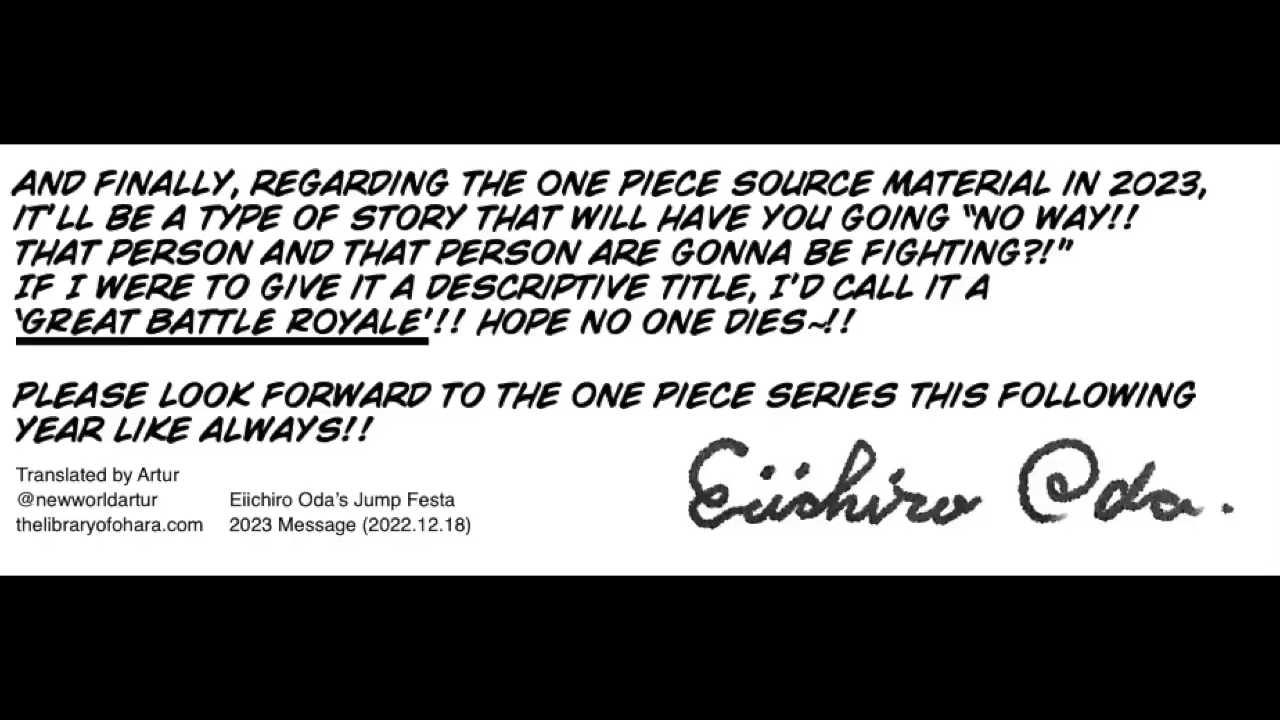 AND FINALLY, REGARDING THE ONE PIECE SOURCE MATERIAL IN 2023,
IT'LL BE A TYPE OF STORY THAT WILL HAVE YOU GOING "NO WAY!!
THAT PERSON AND THAT PERSON ARE GONNA BE FIGHTING?!"
IF I WERE TO GIVE IT A DESCRIPTIVE TITLE, I'D CALL IT A
'GREAT BATTLE ROYALE'!! HOPE NO ONE DIES~!!
PLEASE LOOK FORWARD TO THE ONE PIECE SERIES THIS FOLLOWING
YEAR LIKE ALWAYS!!
Translated by Artur
@newworldartur
thelibraryofohara.com
Eiichiro Oda's Jump Festa
2023 Message (2022.12.18)
Eiichiro Oda.